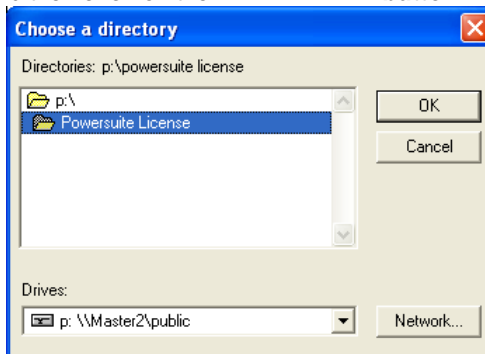 Choose a directory
Directories: p:\powersuite license
p:\
Powersuite License
OK
Cancel
Drives:
p: \\Master2\public
Network...